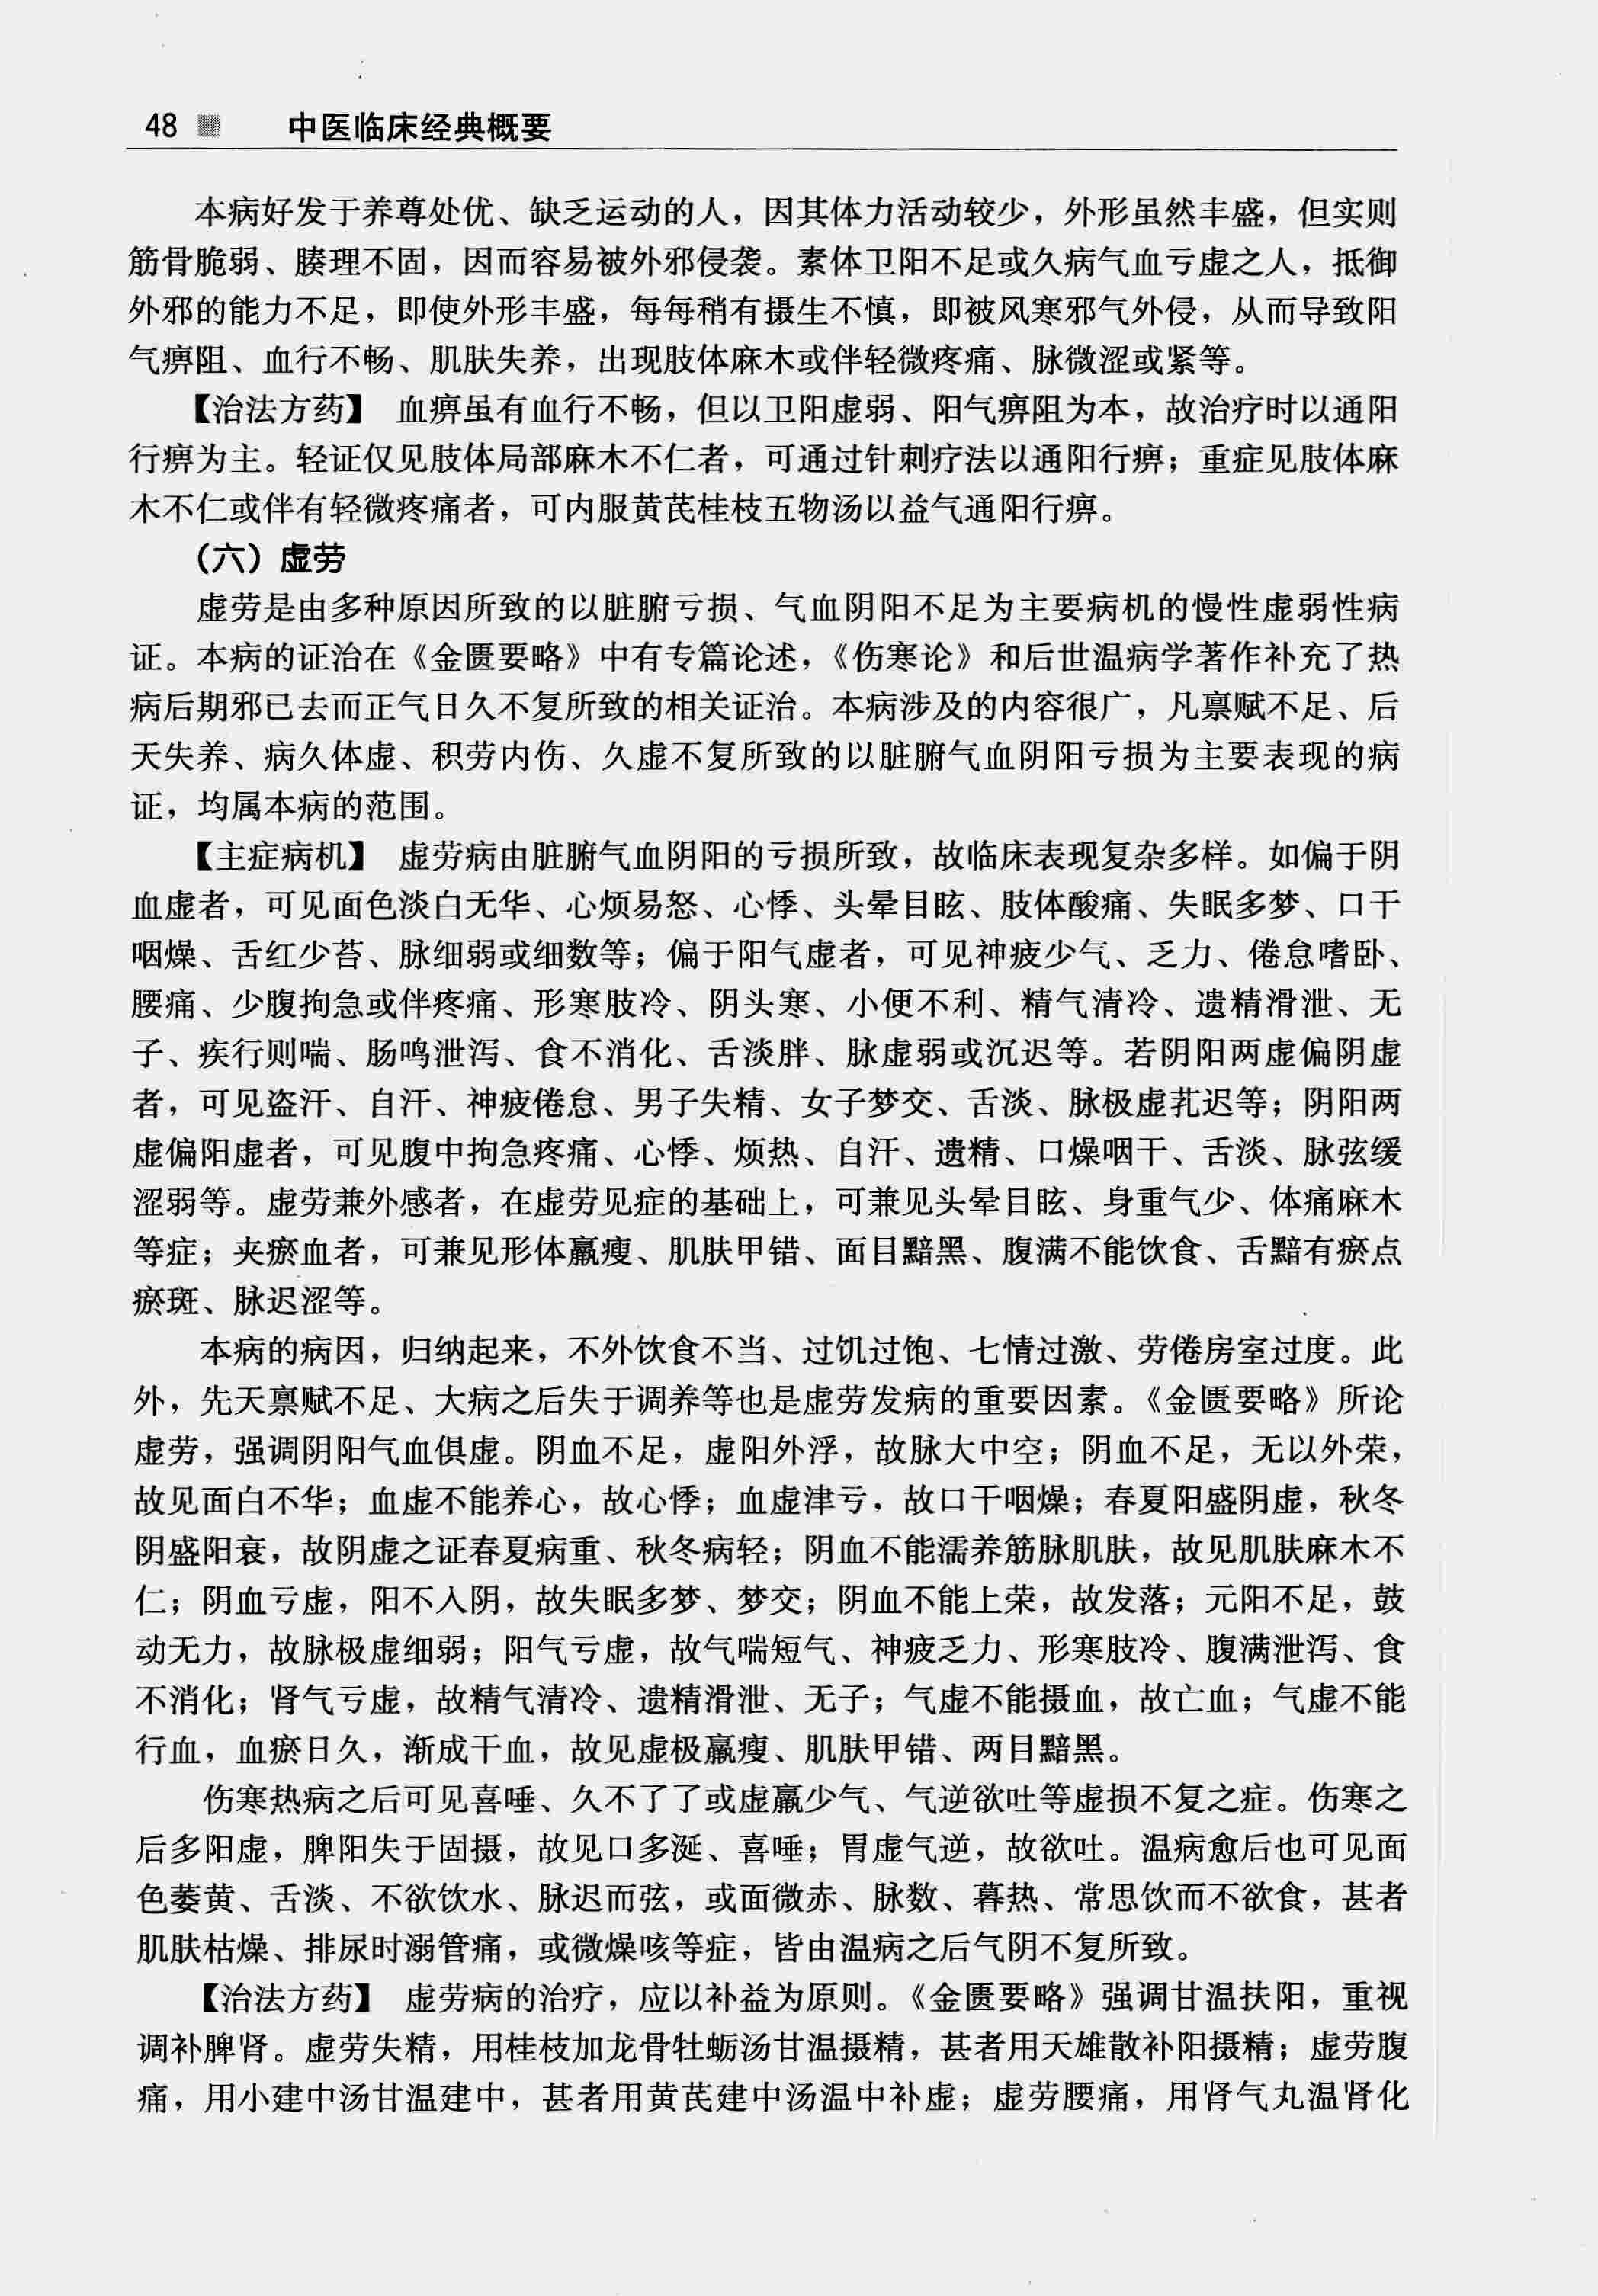 48 中医临床经典概要
本病好发于养尊处优、缺乏运动的人，因其体力活动较少，外形虽然丰盛，但实则
筋骨脆弱、腠理不固，因而容易被外邪侵袭。素体卫阳不足或久病气血亏虚之人，抵御
外邪的能力不足，即使外形丰盛，每每稍有摄生不慎，即被风寒邪气外侵，从而导致阳
气痹阻、血行不畅、肌肤失养，出现肢体麻木或伴轻微疼痛、脉微涩或紧等。
【治法方药】 血痹虽有血行不畅，但以卫阳虚弱、阳气痹阻为本，故治疗时以通阳
行痹为主。轻证仅见肢体局部麻木不仁者，可通过针刺疗法以通阳行痹；重症见肢体麻
木不仁或伴有轻微疼痛者，可内服黄芪桂枝五物汤以益气通阳行痹。
（六）虚劳
虚劳是由多种原因所致的以脏腑亏损、气血阴阳不足为主要病机的慢性虚弱性病
证。本病的证治在《金匮要略》中有专篇论述，《伤寒论》和后世温病学著作补充了热
病后期邪已去而正气日久不复所致的相关证治。本病涉及的内容很广，凡禀赋不足、后
天失养、病久体虚、积劳内伤、久虚不复所致的以脏腑气血阴阳亏损为主要表现的病
证，均属本病的范围。
【主症病机】 虚劳病由脏腑气血阴阳的亏损所致，故临床表现复杂多样。如偏于阴
血虚者，可见面色淡白无华、心烦易怒、心悸、头晕目眩、肢体酸痛、失眠多梦、口干
咽燥、舌红少苔、脉细弱或细数等；偏于阳气虚者，可见神疲少气、乏力、倦怠嗜卧、
腰痛、少腹拘急或伴疼痛、形寒肢冷、阴头寒、小便不利、精气清冷、遗精滑泄、无
子、疾行则喘、肠鸣泄泻、食不消化、舌淡胖、脉虚弱或沉迟等。若阴阳两虚偏阴虚
者，可见盗汗、自汗、神疲倦怠、男子失精、女子梦交、舌淡、脉极虚芤迟等；阴阳两
虚偏阳虚者，可见腹中拘急疼痛、心悸、烦热、自汗、遗精、口燥咽干、舌淡、脉弦缓
涩弱等。虚劳兼外感者，在虚劳见症的基础上，可兼见头晕目眩、身重气少、体痛麻木
等症；夹瘀血者，可兼见形体羸瘦、肌肤甲错、面目黯黑、腹满不能饮食、舌黯有瘀点
瘀斑、脉迟涩等。
本病的病因，归纳起来，不外饮食不当、过饥过饱、七情过激、劳倦房室过度。此
外，先天禀赋不足、大病之后失于调养等也是虚劳发病的重要因素。《金匮要略》所论
虚劳，强调阴阳气血俱虚。阴血不足，虚阳外浮，故脉大中空；阴血不足，无以外荣，
故见面白不华；血虚不能养心，故心悸；血虚津亏，故口干咽燥；春夏阳盛阴虚，秋冬
阴盛阳衰，故阴虚之证春夏病重、秋冬病轻；阴血不能濡养筋脉肌肤，故见肌肤麻木不
仁；阴血亏虚，阳不入阴，故失眠多梦、梦交；阴血不能上荣，故发落；元阳不足，鼓
动无力，故脉极虚细弱；阳气亏虚，故气喘短气、神疲乏力、形寒肢冷、腹满泄泻、食
不消化；肾气亏虚，故精气清冷、遗精滑泄、无子；气虚不能摄血，故亡血；气虚不能
行血，血瘀日久，渐成干血，故见虚极羸瘦、肌肤甲错、两目黯黑。
伤寒热病之后可见喜唾、久不了了或虚羸少气、气逆欲吐等虚损不复之症。伤寒之
后多阳虚，脾阳失于固摄，故见口多涎、喜唾；胃虚气逆，故欲吐。温病愈后也可见面
色萎黄、舌淡、不欲饮水、脉迟而弦，或面微赤、脉数、暮热、常思饮而不欲食，甚者
肌肤枯燥、排尿时溺管痛，或微燥咳等症，皆由温病之后气阴不复所致。
【治法方药】 虚劳病的治疗，应以补益为原则。《金匮要略》强调甘温扶阳，重视
调补脾肾。虚劳失精，用桂枝加龙骨牡蛎汤甘温摄精，甚者用天雄散补阳摄精；虚劳腹
痛，用小建中汤甘温建中，甚者用黄芪建中汤温中补虚；虚劳腰痛，用肾气丸温肾化